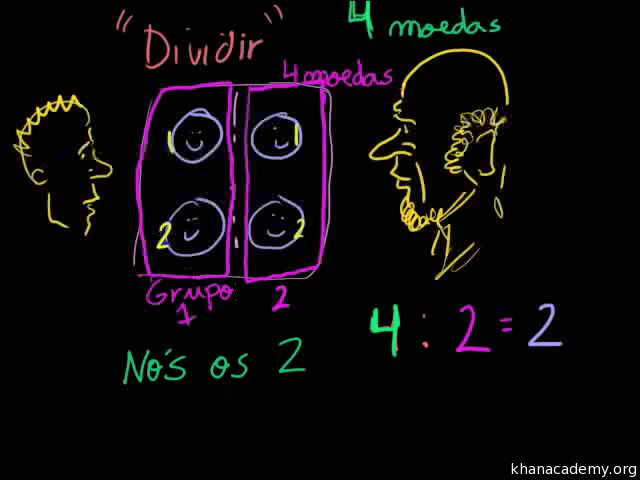 4 moedas
"Dividir"
4 moedas
1 1
2 2
Grupo 2
1
4 : 2 = 2
Nós os 2
khanacademy.org